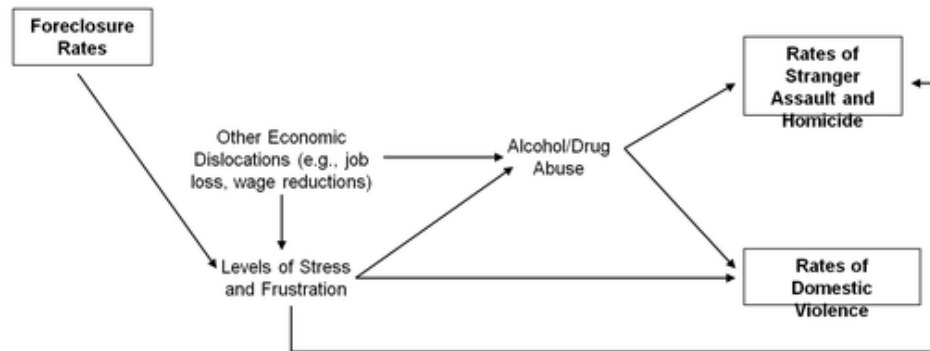 Foreclosure
Rates
Rates of
Stranger
Assault and
Homicide
Other Economic
Dislocations (e.g., job
loss, wage reductions)
Alcohol/Drug
Abuse
Levels of Stress
and Frustration
Rates of
Domestic
Violence